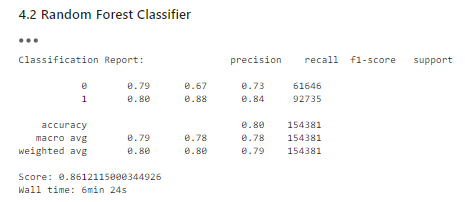 4.2 Random Forest Classifier
•••
Classification Report: precision recall f1-score support
0 0.79 0.67 0.73 61646
1 0.80 0.88 0.84 92735
accuracy 0.80 154381
macro avg 0.79 0.78 0.78 154381
weighted avg 0.80 0.80 0.79 154381
Score: 0.8612115000344926
Wall time: 6min 24s